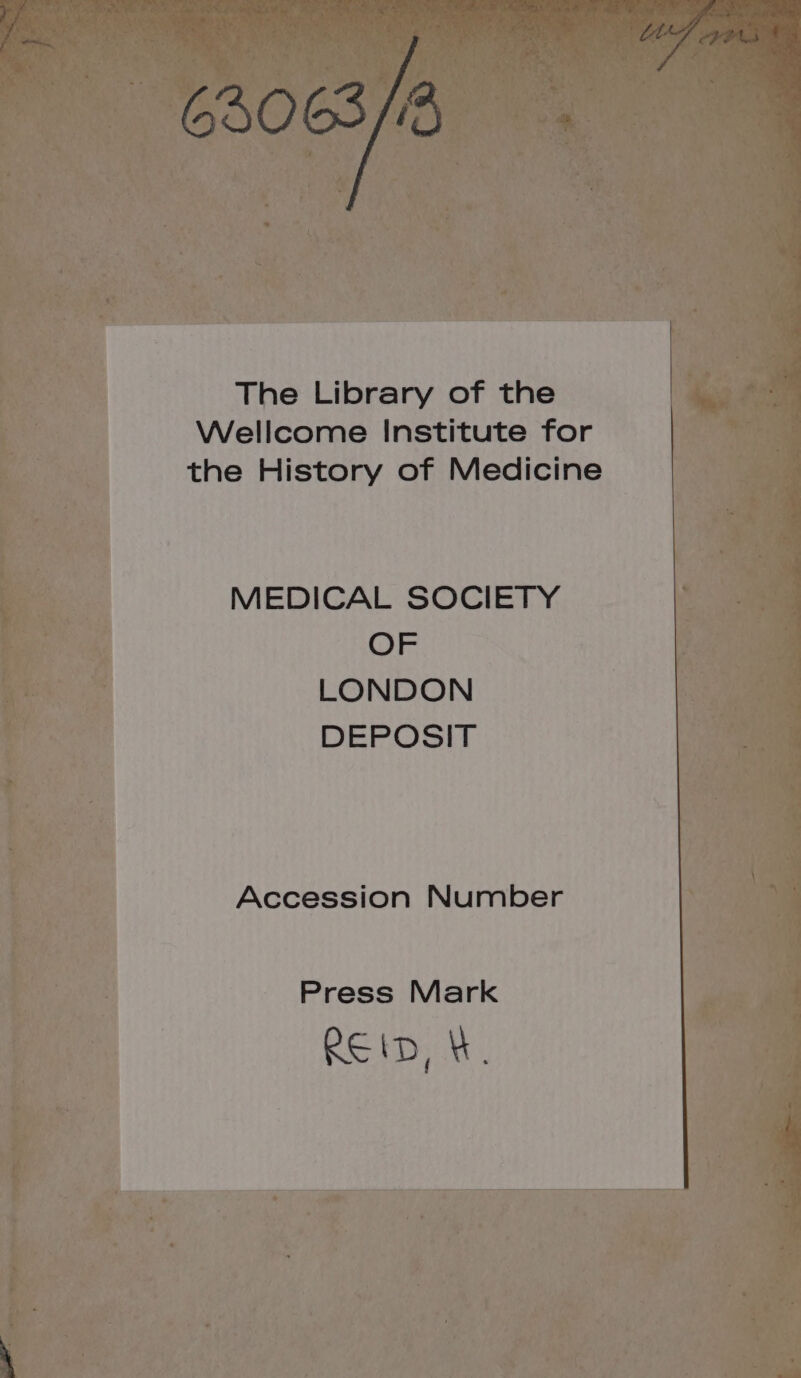 63063/B
The Library of the
Wellcome Institute for
the History of Medicine
MEDICAL SOCIETY
OF
LONDON
DEPOSIT
Accession Number
Press Mark
REID, H.